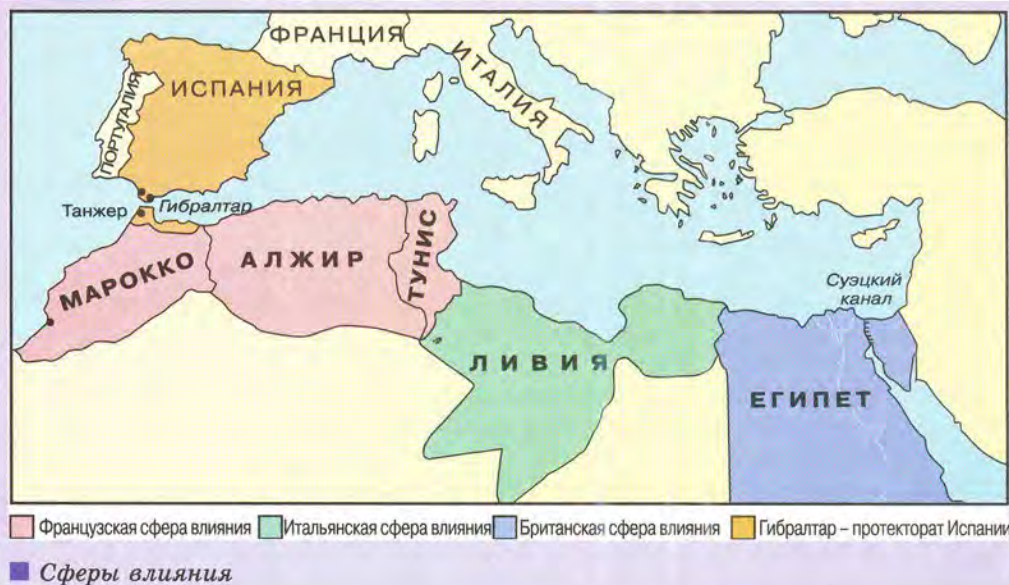 ФРАНЦИЯ
ИТАЛИЯ
ИСПАНИЯ
ПОРТУГАЛИЯ
Танжер
Гибралтар
МАРОККО
АЛЖИР
ТУНИС
Суэцкий
канал
ЛИВИЯ
ЕГИПЕТ
Французская сфера влияния
Итальянская сфера влияния
Британская сфера влияния
Гибралтар – протекторат Испании
Сферы влияния